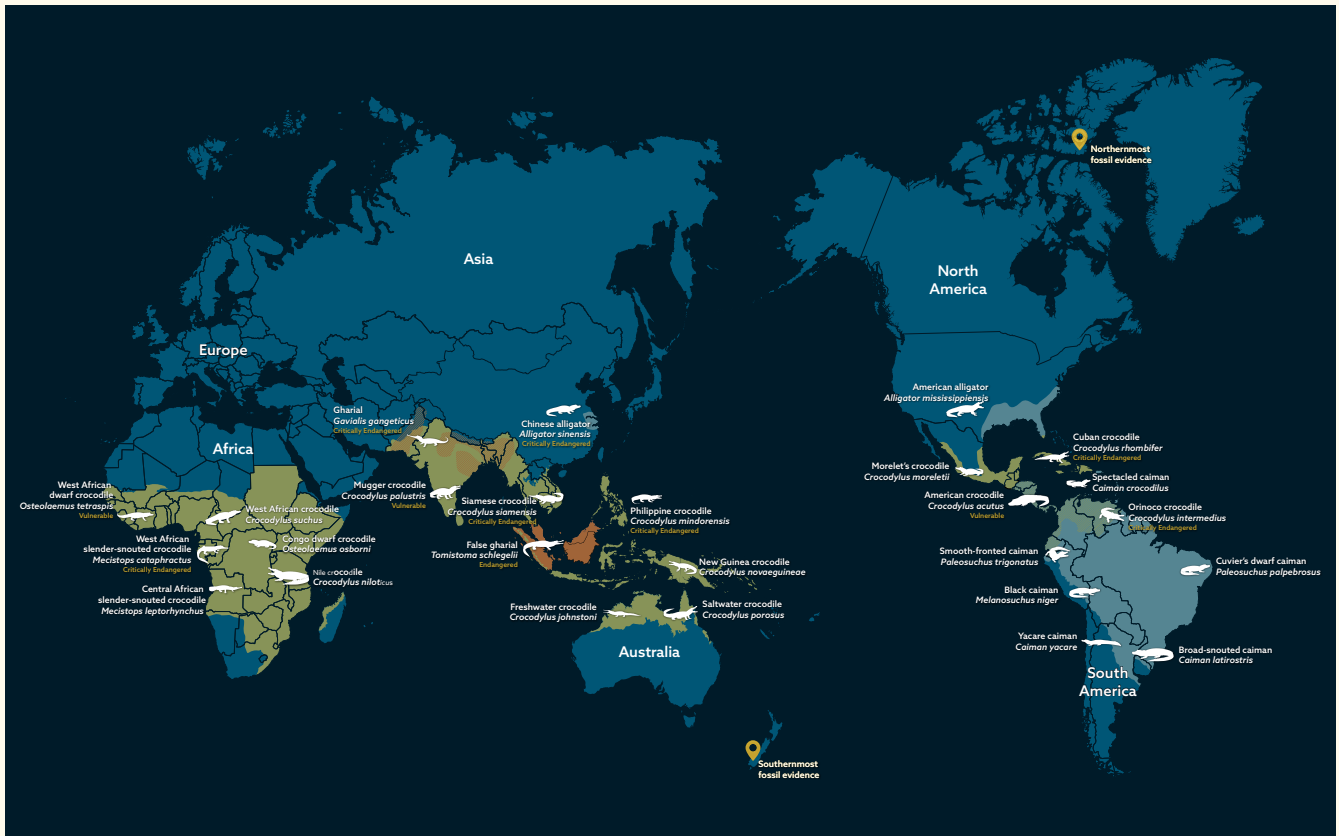 Northernmost
fossil evidence
Asia
North
America
Europe
Africa
American alligator
Alligator mississippiensis
Gharial
Gavialis gangeticus
Critically Endangered
Chinese alligator
Alligator sinensis
Critically Endangered
Cuban crocodile
Crocodylus rhombifer
Critically Endangered
Morelet's crocodile
Crocodylus moreletii
Spectacled caiman
Caiman crocodilus
West African
dwarf crocodile
Osteolaemus tetraspis
Vulnerable
Mugger crocodile
Crocodylus palustris
Vulnerable
Siamese crocodile
Crocodylus siamensis
Critically Endangered
American crocodile
Crocodylus acutus
Vulnerable
West African crocodile
Crocodylus suchus
Philippine crocodile
Crocodylus mindorensis
Critically Endangered
Orinoco crocodile
Crocodylus intermedius
Critically Endangered
West African
slender-snouted crocodile
Mecistops cataphractus
Critically Endangered
Congo dwarf crocodile
Osteolaemus osborni
False gharial
Tomistoma schlegelii
Endangered
Smooth-fronted caiman
Paleosuchus trigonatus
New Guinea crocodile
Crocodylus novaeguineae
Cuvier's dwarf caiman
Paleosuchus palpebrosus
Nile crocodile
Crocodylus niloticus
Central African
slender-snouted crocodile
Mecistops leptorhynchus
Black caiman
Melanosuchus niger
Freshwater crocodile
Crocodylus johnstoni
Saltwater crocodile
Crocodylus porosus
Yacare caiman
Caiman yacare
Broad-snouted caiman
Caiman latirostris
Australia
South
America
Southernmost
fossil evidence